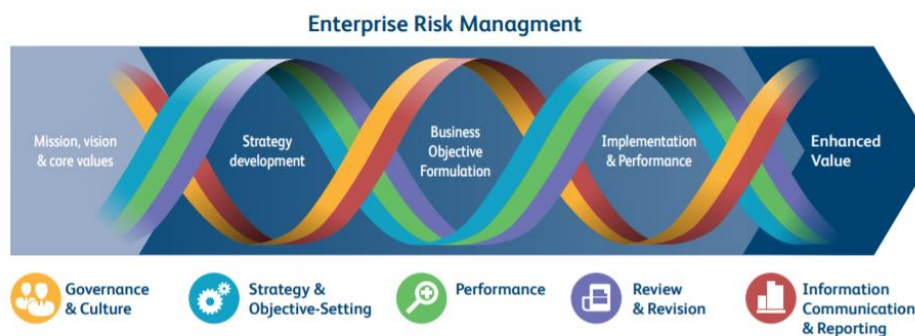 Enterprise Risk Managment
Mission, vision
& core values
Strategy
development
Business
Objective
Formulation
Implementation
& Performance
Enhanced
Value
Governance
& Culture
Strategy &
Objective-Setting
Performance
Review
& Revision
Information
Communication
& Reporting